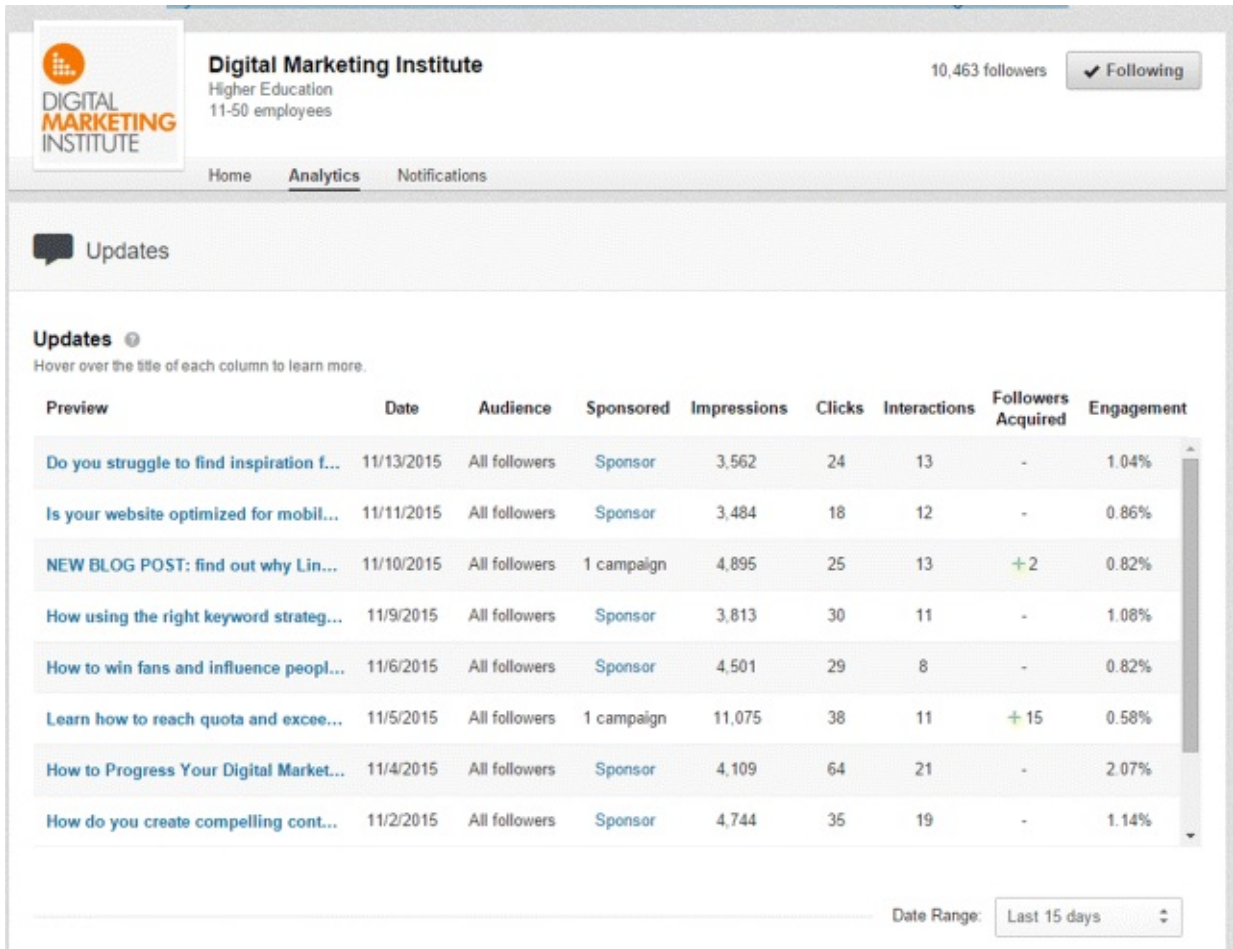 DIGITAL
MARKETING
INSTITUTE
Digital Marketing Institute
Higher Education
11-50 employees
10,463 followers
Following
Home Analytics Notifications
Updates
Updates
Hover over the title of each column to learn more.
Preview Date Audience Sponsored Impressions Clicks Interactions Followers Acquired Engagement
Do you struggle to find inspiration f... 11/13/2015 All followers Sponsor 3,562 24 13 - 1.04%
Is your website optimized for mobil... 11/11/2015 All followers Sponsor 3,484 18 12 - 0.86%
NEW BLOG POST: find out why Lin... 11/10/2015 All followers 1 campaign 4,895 25 13 +2 0.82%
How using the right keyword strateg... 11/9/2015 All followers Sponsor 3,813 30 11 - 1.08%
How to win fans and influence peopl... 11/6/2015 All followers Sponsor 4,501 29 8 - 0.82%
Learn how to reach quota and excee... 11/5/2015 All followers 1 campaign 11,075 38 11 +15 0.58%
How to Progress Your Digital Market... 11/4/2015 All followers Sponsor 4,109 64 21 - 2.07%
How do you create compelling cont... 11/2/2015 All followers Sponsor 4,744 35 19 - 1.14%
Date Range: Last 15 days